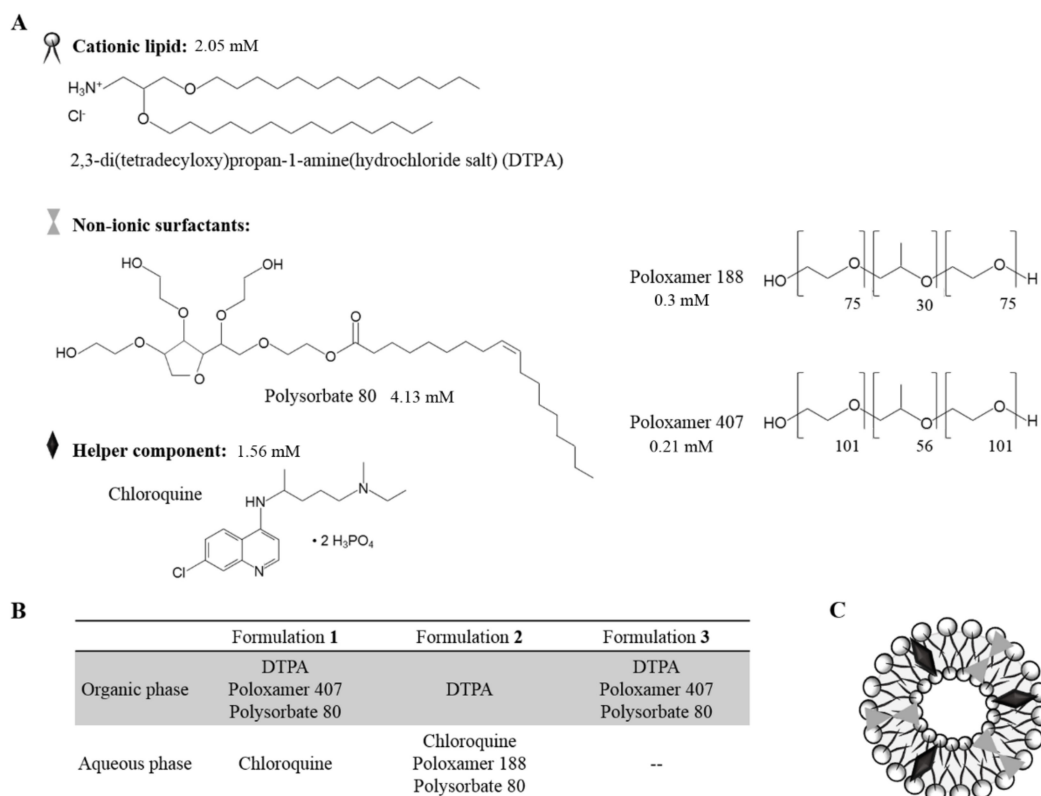 A
Cationic lipid: 2.05 mM
H₃N⁺
O
Cl⁻
O
2,3-di(tetradecyloxy)propan-1-amine(hydrochloride salt) (DTPA)
Non-ionic surfactants:
HO
OH
O
O
O
HO
O
O
O
O
O
Polysorbate 80 4.13 mM
Poloxamer 188
0.3 mM
HO
O
O
O
H
75
30
75
Poloxamer 407
0.21 mM
HO
O
O
O
H
101
56
101
Helper component: 1.56 mM
Chloroquine
HN
N
• 2 H₃PO₄
Cl
N
B
Formulation 1 Formulation 2 Formulation 3
Organic phase
DTPA
Poloxamer 407
Polysorbate 80
DTPA
DTPA
Poloxamer 407
Polysorbate 80
Aqueous phase
Chloroquine
Chloroquine
Poloxamer 188
Polysorbate 80
--
C